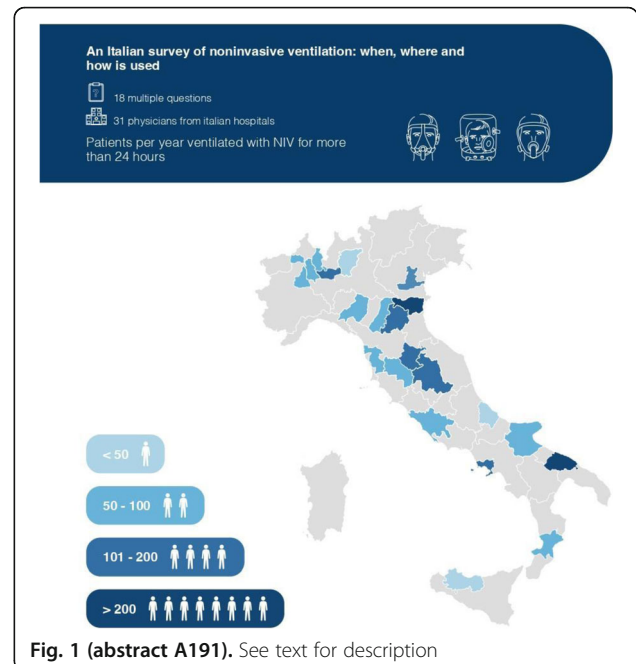 An Italian survey of noninvasive ventilation: when, where and
how is used
18 multiple questions
31 physicians from italian hospitals
Patients per year ventilated with NIV for more
than 24 hours
< 50
50 - 100
101 - 200
> 200
Fig. 1 (abstract A191). See text for description